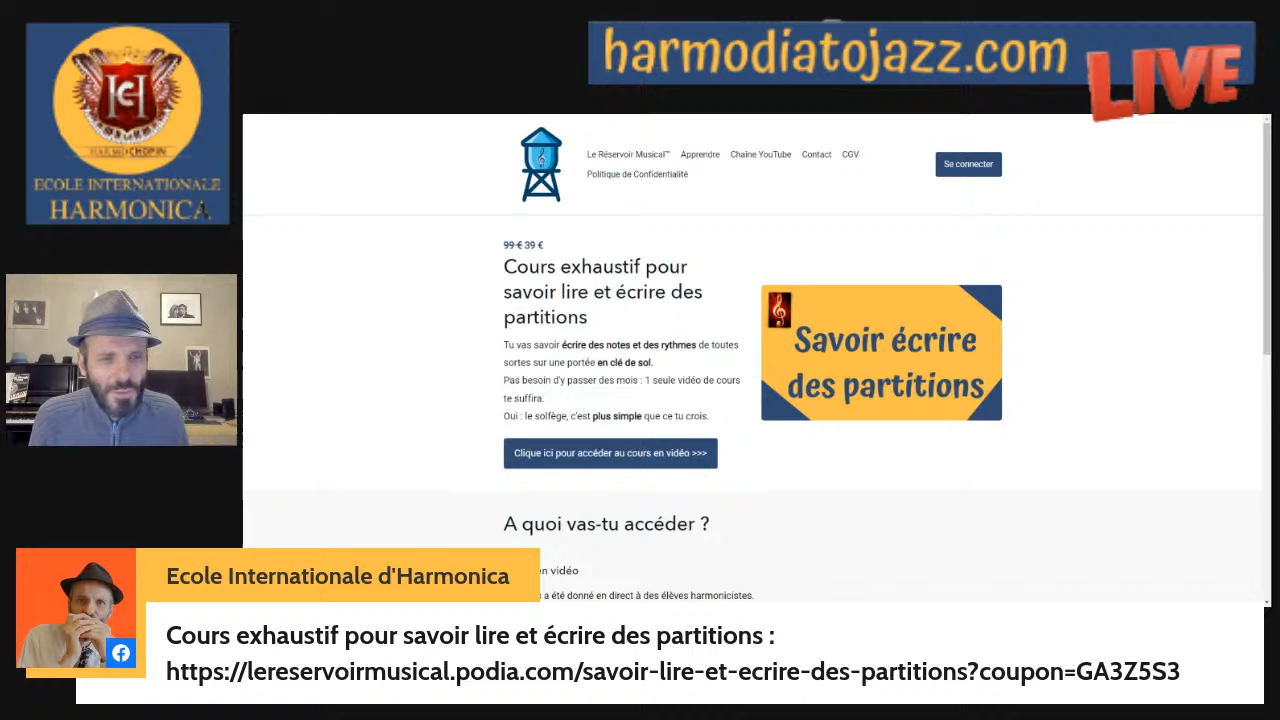 harmodiatojazz.com
LIVE
HC
HARMO CHOPIN
ECOLE INTERNATIONALE
HARMONICA
Le Réservoir Musical™ Apprendre Chaîne YouTube Contact CGV
Politique de Confidentialité
Se connecter
99 € 39 €
Cours exhaustif pour
savoir lire et écrire des
partitions
Tu vas savoir écrire des notes et des rythmes de toutes
sortes sur une portée en clé de sol.
Pas besoin d'y passer des mois : 1 seule vidéo de cours
te suffira.
Oui : le solfège, c'est plus simple que ce tu crois.
Clique ici pour accéder au cours en vidéo >>>
Savoir écrire
des partitions
A quoi vas-tu accéder ?
en vidéo
a été donné en direct à des élèves harmonicistes.
Ecole Internationale d'Harmonica
Cours exhaustif pour savoir lire et écrire des partitions :
https://lereservoirmusical.podia.com/savoir-lire-et-ecrire-des-partitions?coupon=GA3Z5S3